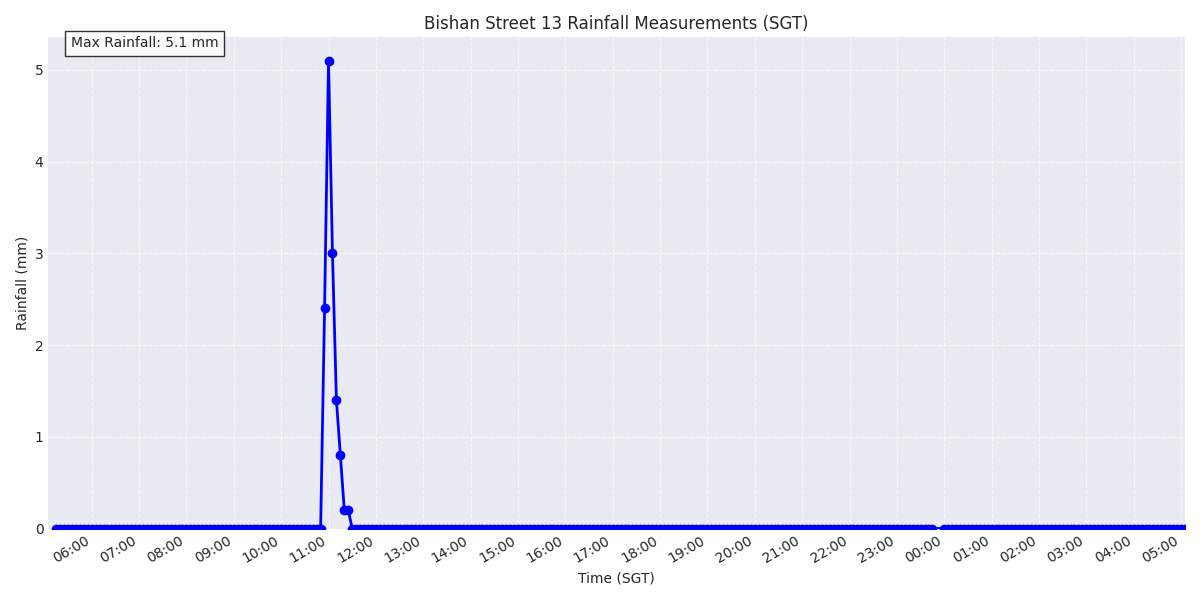 Bishan Street 13 Rainfall Measurements (SGT)
Max Rainfall: 5.1 mm
5
4
3
2
1
0
Rainfall (mm)
06:00 07:00 08:00 09:00 10:00 11:00 12:00 13:00 14:00 15:00 16:00 17:00 18:00 19:00 20:00 21:00 22:00 23:00 00:00 01:00 02:00 03:00 04:00 05:00
Time (SGT)